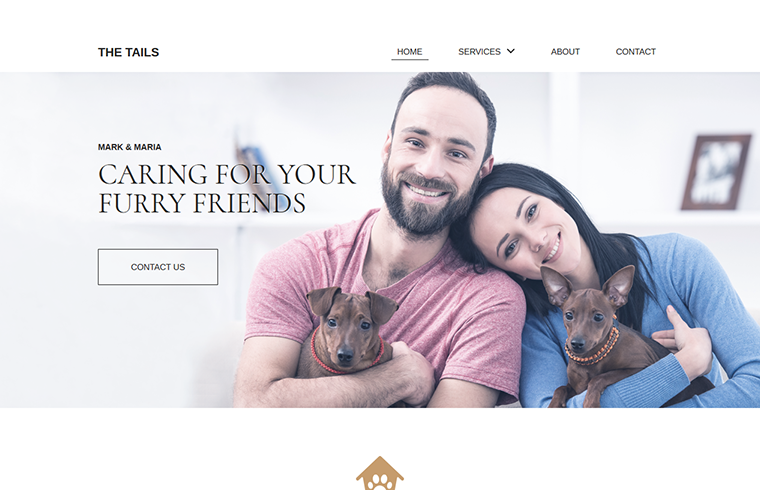 THE TAILS
HOME
SERVICES
ABOUT
CONTACT
MARK & MARIA
CARING FOR YOUR
FURRY FRIENDS
CONTACT US